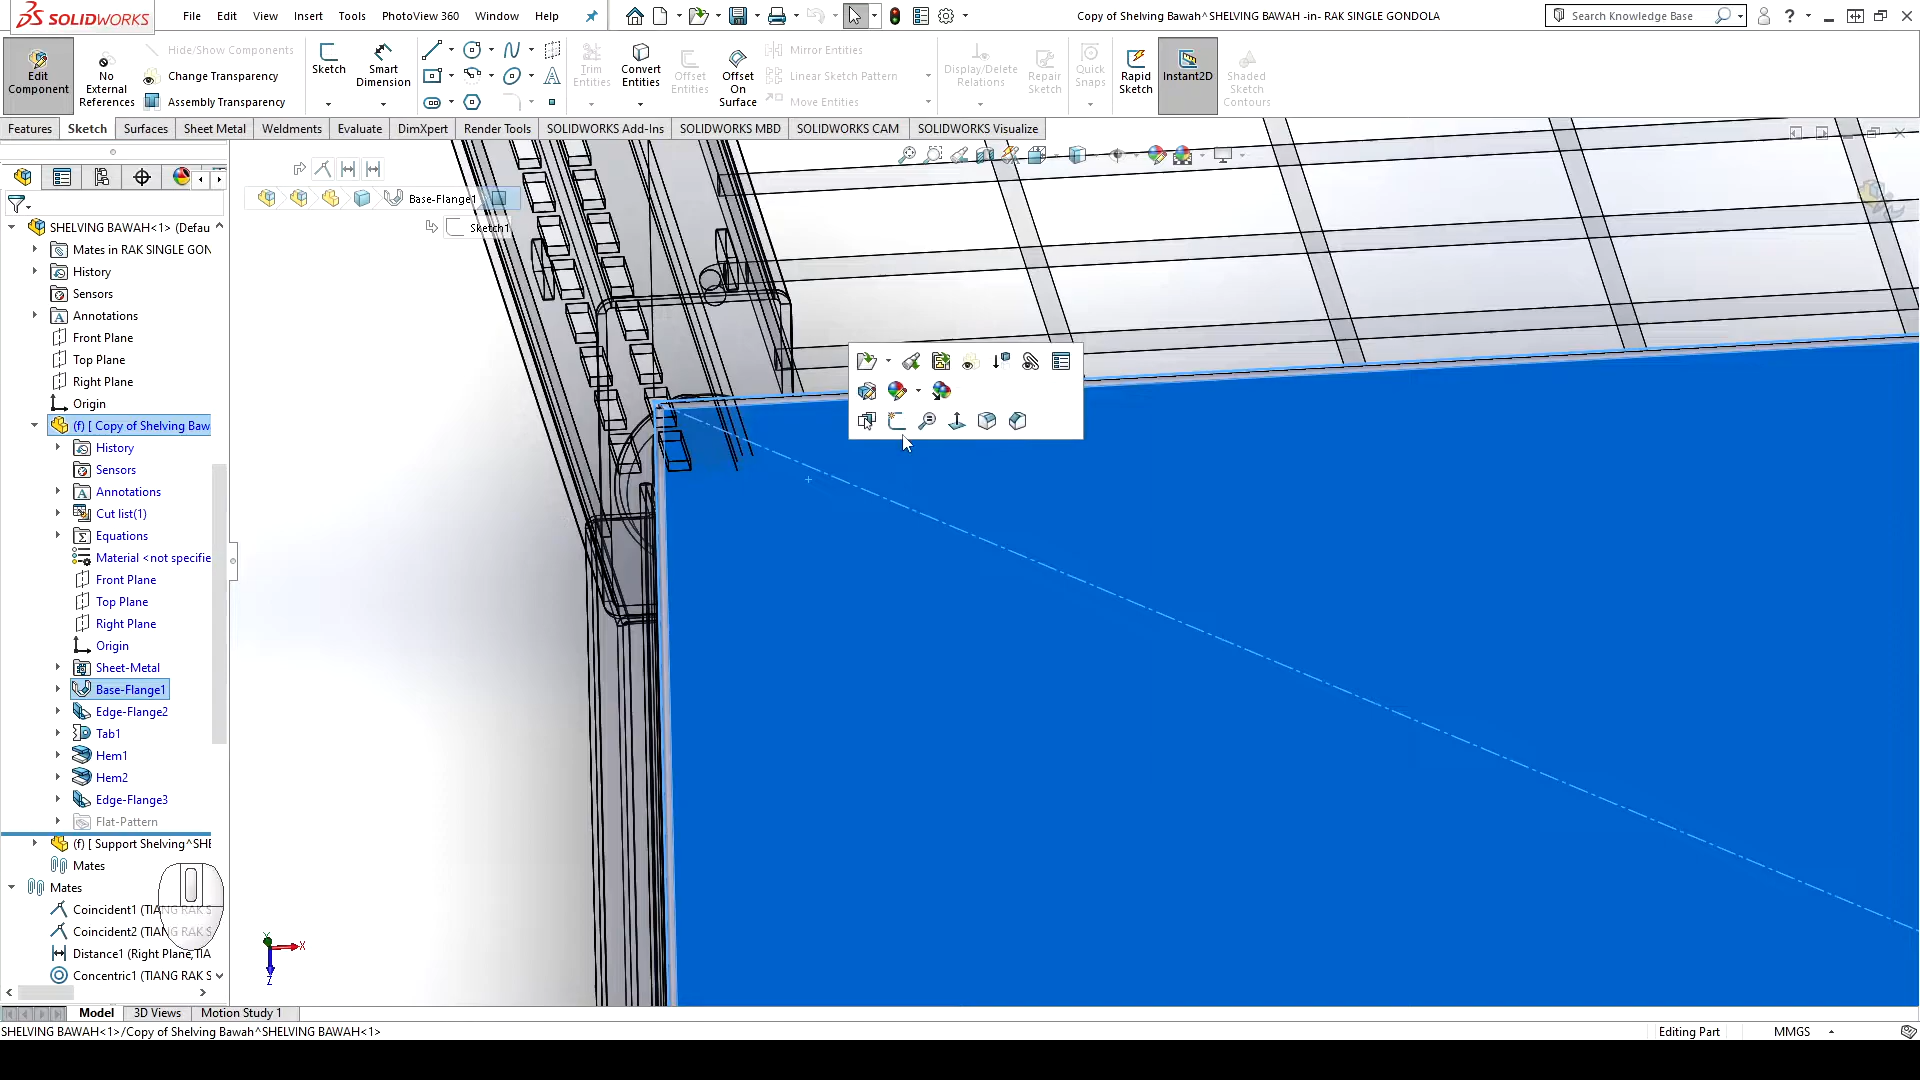 SOLIDWORKS
File Edit View Insert Tools PhotoView 360 Window Help
Copy of Shelving Bawah^SHELVING BAWAH -in- RAK SINGLE GONDOLA
Search Knowledge Base
Edit Component
No External References
Hide/Show Components
Change Transparency
Assembly Transparency
Sketch
Smart Dimension
Trim Entities
Convert Entities
Offset Entities
Offset On Surface
Mirror Entities
Linear Sketch Pattern
Move Entities
Display/Delete Relations
Repair Sketch
Quick Snaps
Rapid Sketch
Instant2D
Shaded Sketch Contours
Features Sketch Surfaces Sheet Metal Weldments Evaluate DimXpert Render Tools SOLIDWORKS Add-Ins SOLIDWORKS MBD SOLIDWORKS CAM SOLIDWORKS Visualize
Base-Flange1
Sketch1
SHELVING BAWAH<1> (Defau
Mates in RAK SINGLE GON
History
Sensors
Annotations
Front Plane
Top Plane
Right Plane
Origin
(f) [ Copy of Shelving Baw
History
Sensors
Annotations
Cut list(1)
Equations
Material <not specifie
Front Plane
Top Plane
Right Plane
Origin
Sheet-Metal
Base-Flange1
Edge-Flange2
Tab1
Hem1
Hem2
Edge-Flange3
Flat-Pattern
(f) [ Support Shelving^SHE
Mates
Mates
Coincident1 (TIANG RAK S
Coincident2 (TIANG RAK S
Distance1 (Right Plane,TIA
Concentric1 (TIANG RAK S
Y
X
Z
Model 3D Views Motion Study 1
SHELVING BAWAH<1>/Copy of Shelving Bawah^SHELVING BAWAH<1>
Editing Part MMGS